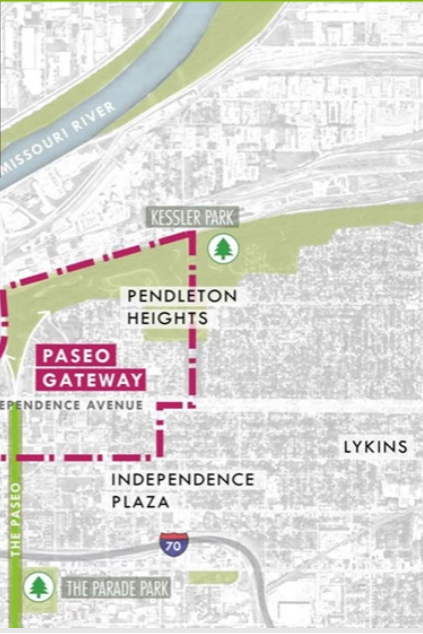 MISSOURI RIVER
KESSLER PARK
PENDLETON
HEIGHTS
PASEO
GATEWAY
EPENDENCE AVENUE
LYKINS
INDEPENDENCE
PLAZA
THE PASEO
70
THE PARADE PARK